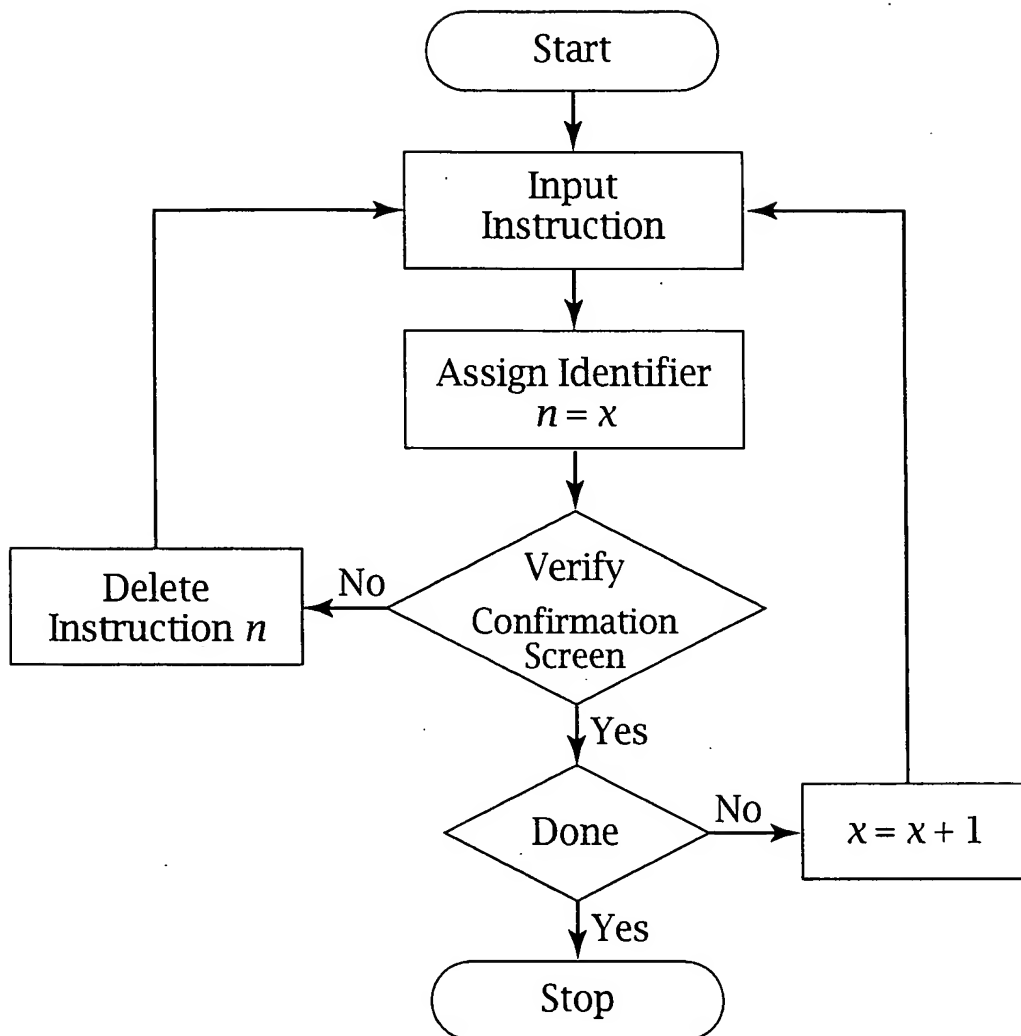 Start
Input
Instruction
Assign Identifier
n = x
Verify
Confirmation
Screen
No
Delete
Instruction n
Yes
Done
No
x = x + 1
Yes
Stop